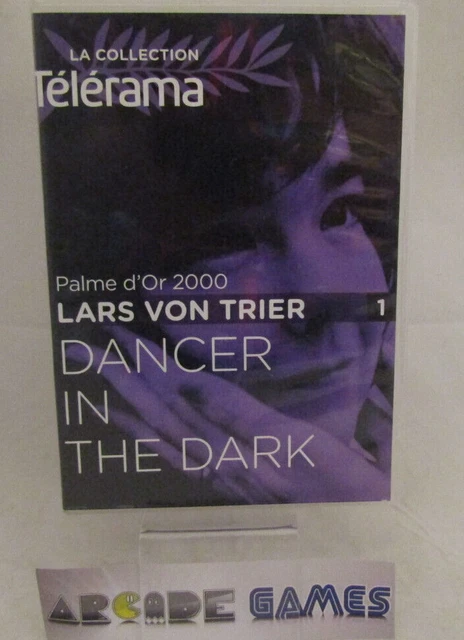 LA COLLECTION
Télérama
Palme d'Or 2000
LARS VON TRIER 1
DANCER
IN
THE DARK
ARCADE GAMES